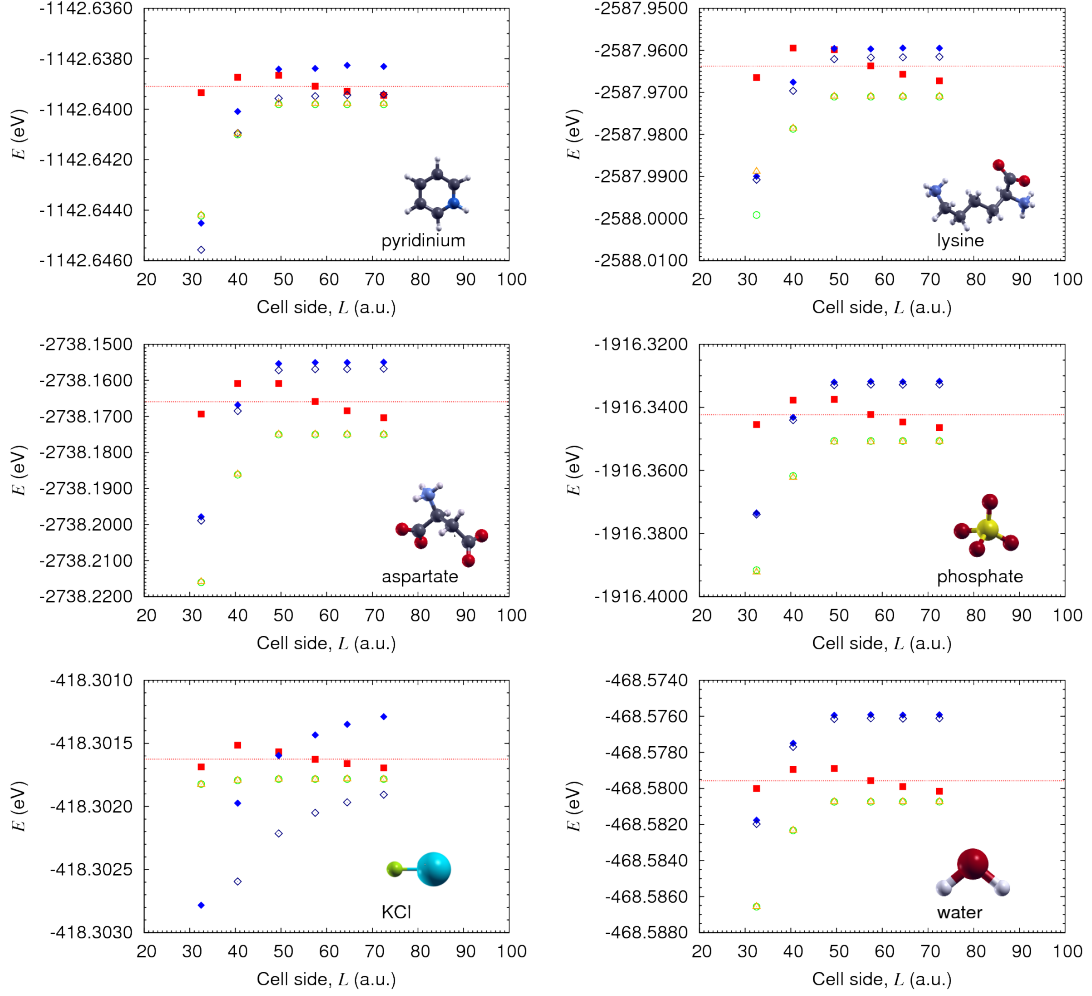 -1142.6360
-1142.6380
-1142.6400
-1142.6420
-1142.6440
-1142.6460
E (eV)
pyridinium
20 30 40 50 60 70 80 90 100
Cell side, L (a.u.)
-2587.9500
-2587.9600
-2587.9700
-2587.9800
-2587.9900
-2588.0000
-2588.0100
E (eV)
lysine
20 30 40 50 60 70 80 90 100
Cell side, L (a.u.)
-2738.1500
-2738.1600
-2738.1700
-2738.1800
-2738.1900
-2738.2000
-2738.2100
-2738.2200
E (eV)
aspartate
20 30 40 50 60 70 80 90 100
Cell side, L (a.u.)
-1916.3200
-1916.3400
-1916.3600
-1916.3800
-1916.4000
E (eV)
phosphate
20 30 40 50 60 70 80 90 100
Cell side, L (a.u.)
-418.3010
-418.3015
-418.3020
-418.3025
-418.3030
E (eV)
KCl
20 30 40 50 60 70 80 90 100
Cell side, L (a.u.)
-468.5740
-468.5760
-468.5780
-468.5800
-468.5820
-468.5840
-468.5860
-468.5880
E (eV)
water
20 30 40 50 60 70 80 90 100
Cell side, L (a.u.)